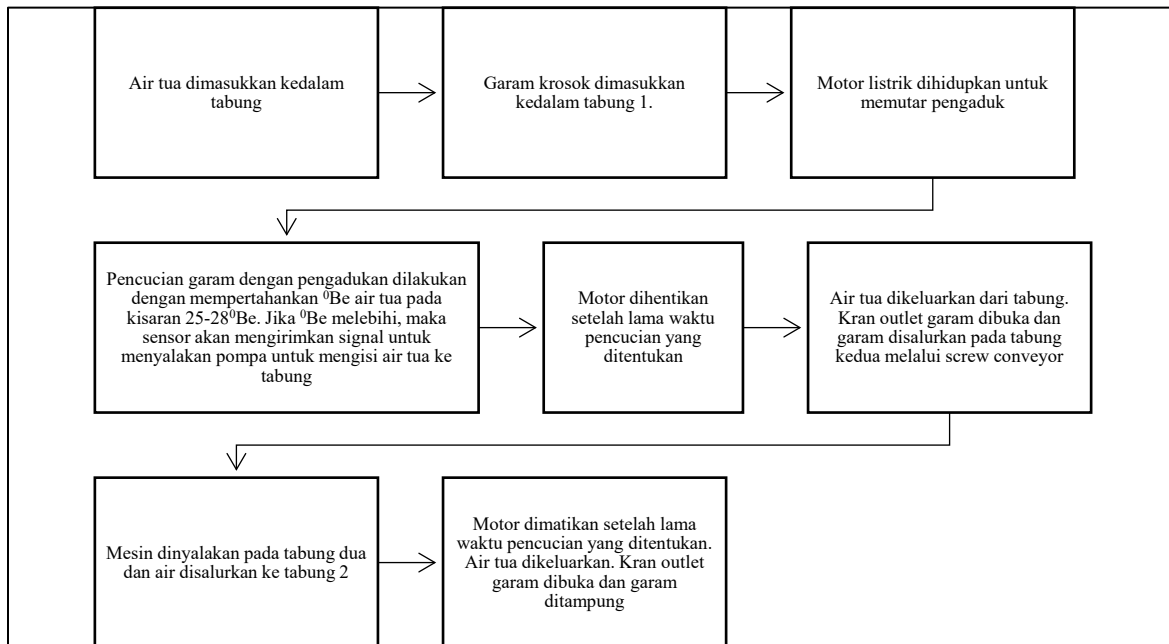 Air tua dimasukkan kedalam
tabung
Garam krosok dimasukkan
kedalam tabung 1.
Motor listrik dihidupkan untuk
memutar pengaduk
Pencucian garam dengan pengadukan dilakukan
dengan mempertahankan ⁰Be air tua pada
kisaran 25-28⁰Be. Jika ⁰Be melebihi, maka
sensor akan mengirimkan signal untuk
menyalakan pompa untuk mengisi air tua ke
tabung
Motor dihentikan
setelah lama waktu
pencucian yang
ditentukan
Air tua dikeluarkan dari tabung.
Kran outlet garam dibuka dan
garam disalurkan pada tabung
kedua melalui screw conveyor
Mesin dinyalakan pada tabung dua
dan air disalurkan ke tabung 2
Motor dimatikan setelah lama
waktu pencucian yang ditentukan.
Air tua dikeluarkan. Kran outlet
garam dibuka dan garam
ditampung